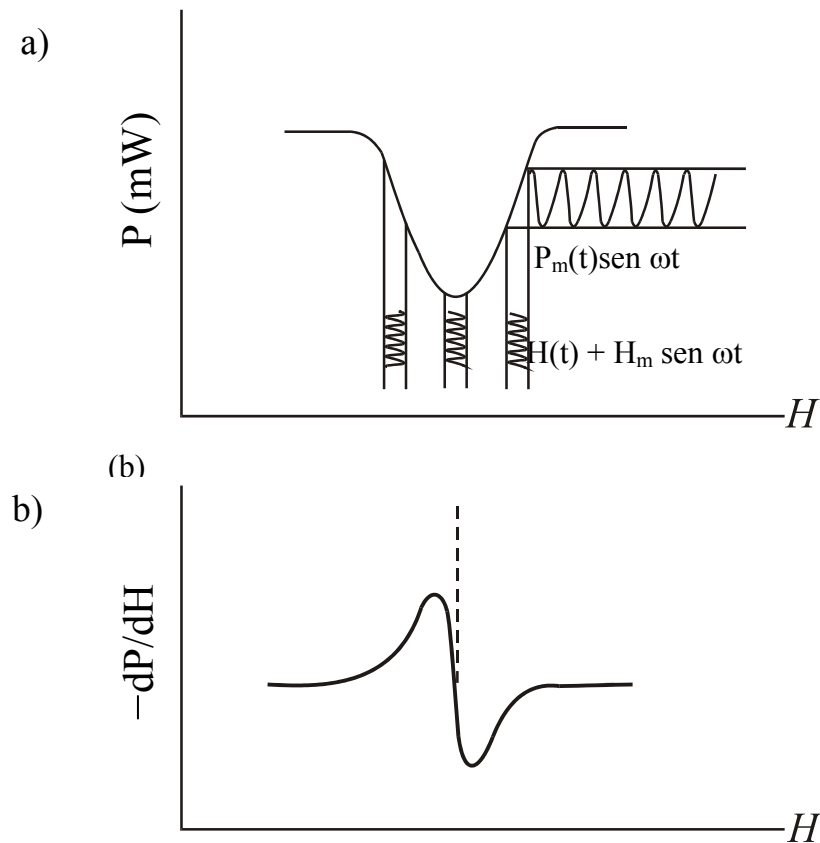 a)
P (mW)
Pₘ(t)sen ωt
H(t) + Hₘ sen ωt
H
(b)
b)
–dP/dH
H